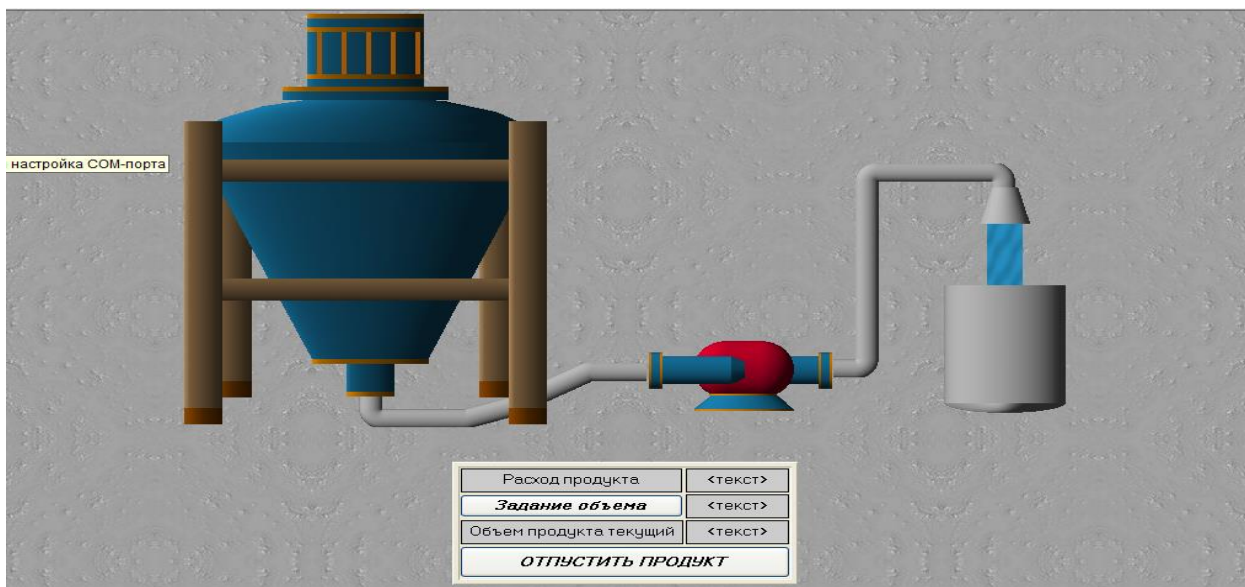 настройка COM-порта
Расход продукта <текст>
Задание объема <текст>
Объем продукта текущий <текст>
ОТПУСТИТЬ ПРОДУКТ